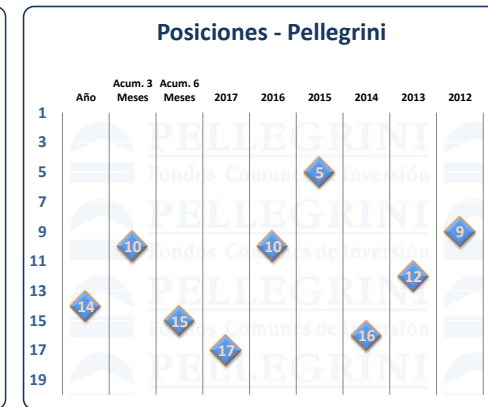 Posiciones - Pellegrini
Año Acum. 3 Meses Acum. 6 Meses 2017 2016 2015 2014 2013 2012
1
3
5
7
9
11
13
15
17
19
14 10 15 17 10 5 16 12 9
PELLEGRINI
Fondos Comunes de Inversión
PELLEGRINI
Fondos Comunes de Inversión
PELLEGRINI
Fondos Comunes de Inversión
PELLEGRINI